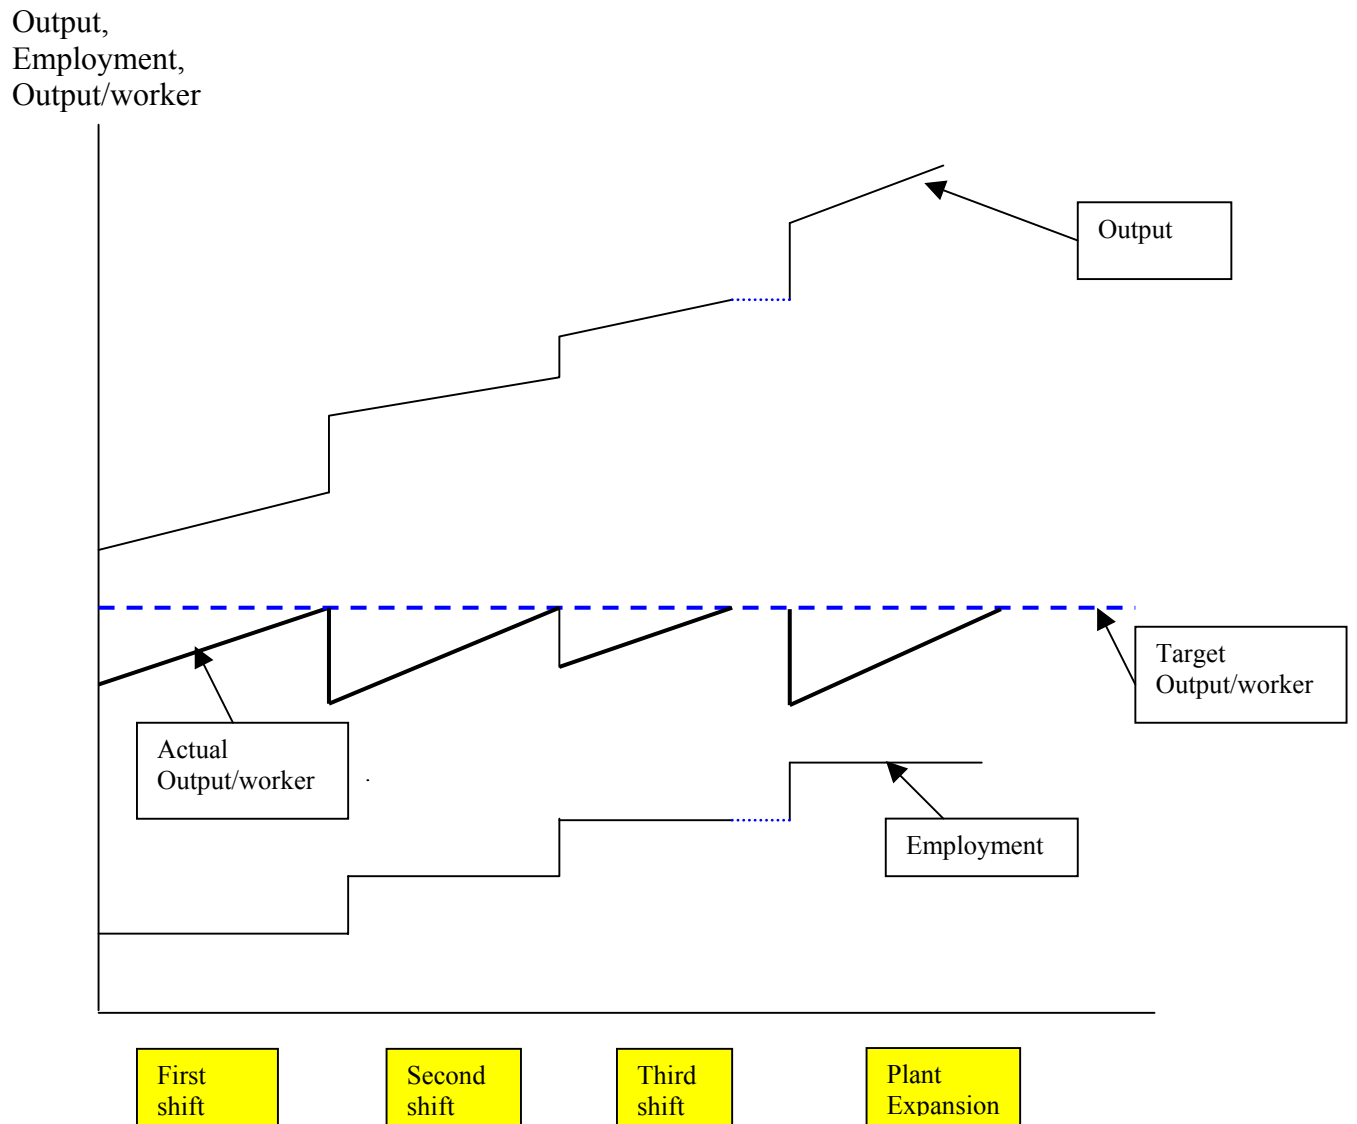 Output,
Employment,
Output/worker
Output
Target
Output/worker
Actual
Output/worker
.
Employment
First
shift
Second
shift
Third
shift
Plant
Expansion